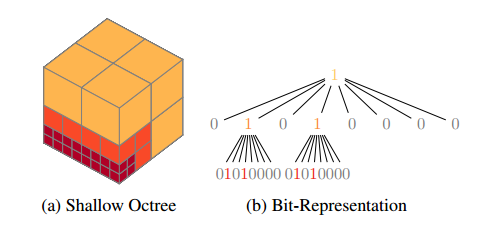 1
0 1 0 1 0 0 0 0
01010000 01010000
(a) Shallow Octree (b) Bit-Representation